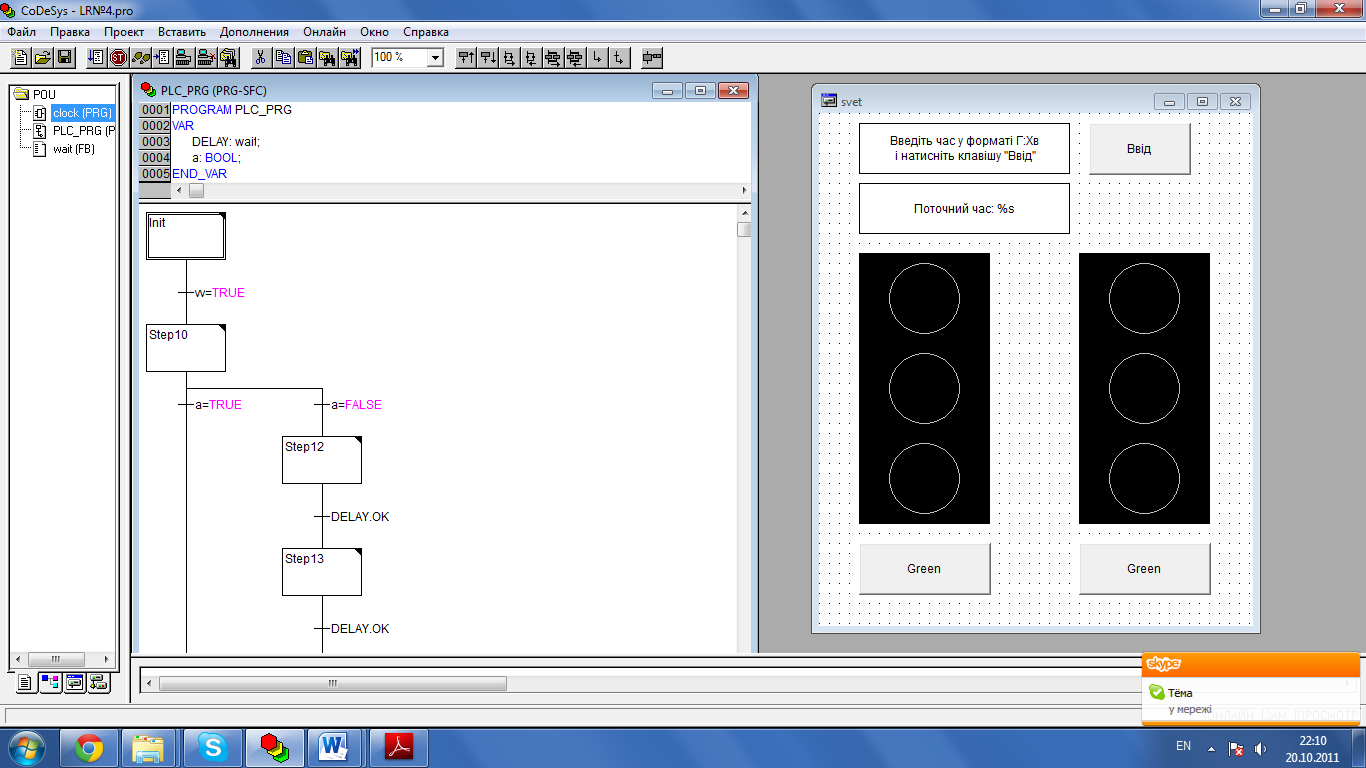 CoDeSys - LRN№4.pro
Файл Правка Проект Вставить Дополнения Онлайн Окно Справка
100 %
POU
clock (PRG)
PLC_PRG (P
wait (FB)
PLC_PRG (PRG-SFC)
0001 PROGRAM PLC_PRG
0002 VAR
0003 DELAY: wait;
0004 a: BOOL;
0005 END_VAR
Init
w=TRUE
Step10
a=TRUE a=FALSE
Step12
DELAY.OK
Step13
DELAY.OK
svet
Введіть час у форматі Г:Хв
і натисніть клавішу "Ввід"
Ввід
Поточний час: %s
Green Green
skype
Тёма
у мережі
ОНЛАЙН ЗАМ ПРОСМОТР
EN
22:10
20.10.2011